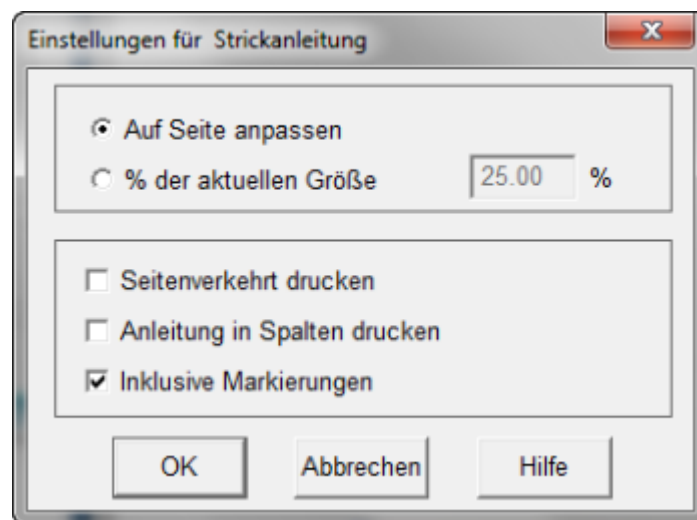 Einstellungen für Strickanleitung
Auf Seite anpassen
% der aktuellen Größe 25.00 %
Seitenverkehrt drucken
Anleitung in Spalten drucken
Inklusive Markierungen
OK Abbrechen Hilfe